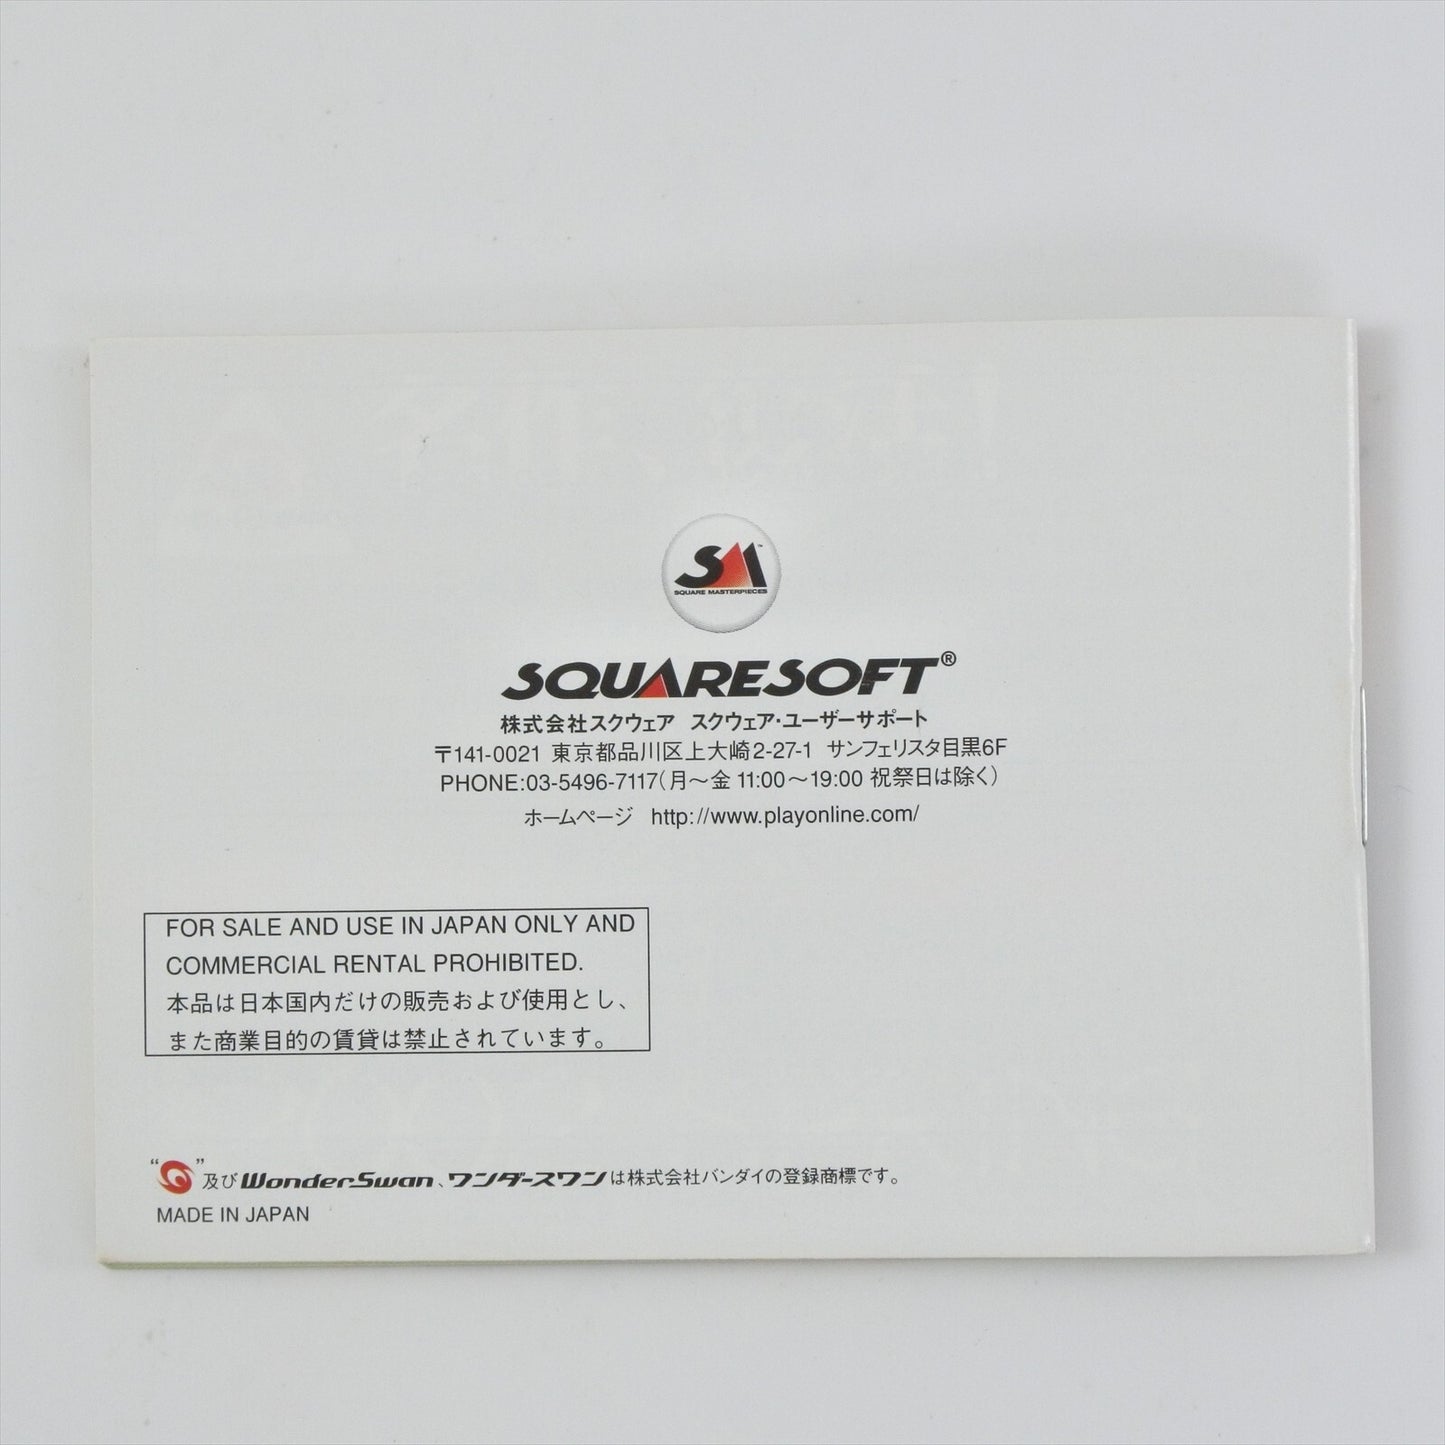 SM™
SQUARE MASTERPIECES
SQUARESOFT®
株式会社スクウェア スクウェア・ユーザーサポート
〒141-0021 東京都品川区上大崎2-27-1 サンフェリスタ目黒6F
PHONE:03-5496-7117(月～金 11:00～19:00 祝祭日は除く)
ホームページ http://www.playonline.com/
FOR SALE AND USE IN JAPAN ONLY AND
COMMERCIAL RENTAL PROHIBITED.
本品は日本国内だけの販売および使用とし、
また商業目的の賃貸は禁止されています。
“ ”及びWonderSwan、ワンダースワンは株式会社バンダイの登録商標です。
MADE IN JAPAN